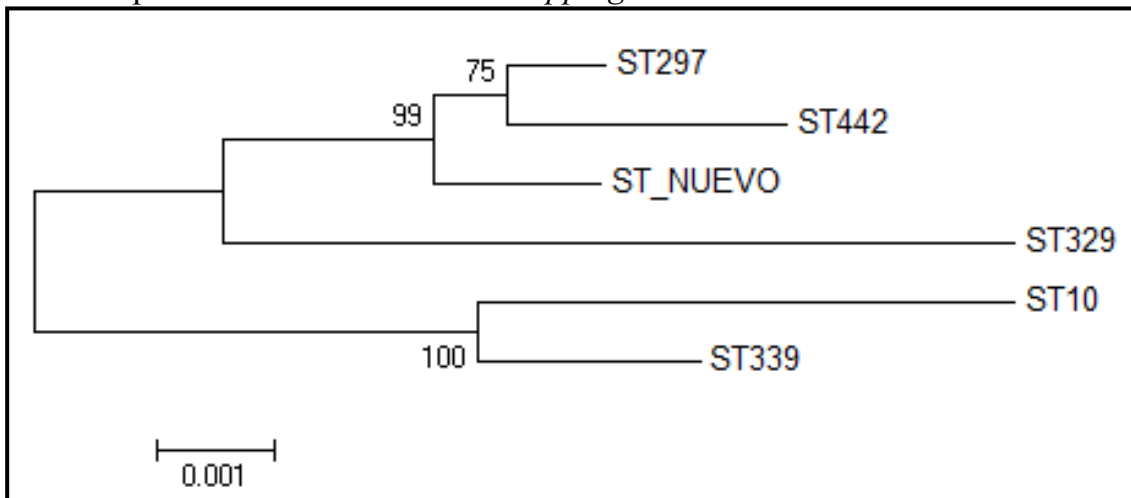 75
ST297
99
ST442
ST_NUEVO
ST329
ST10
100
ST339
0.001